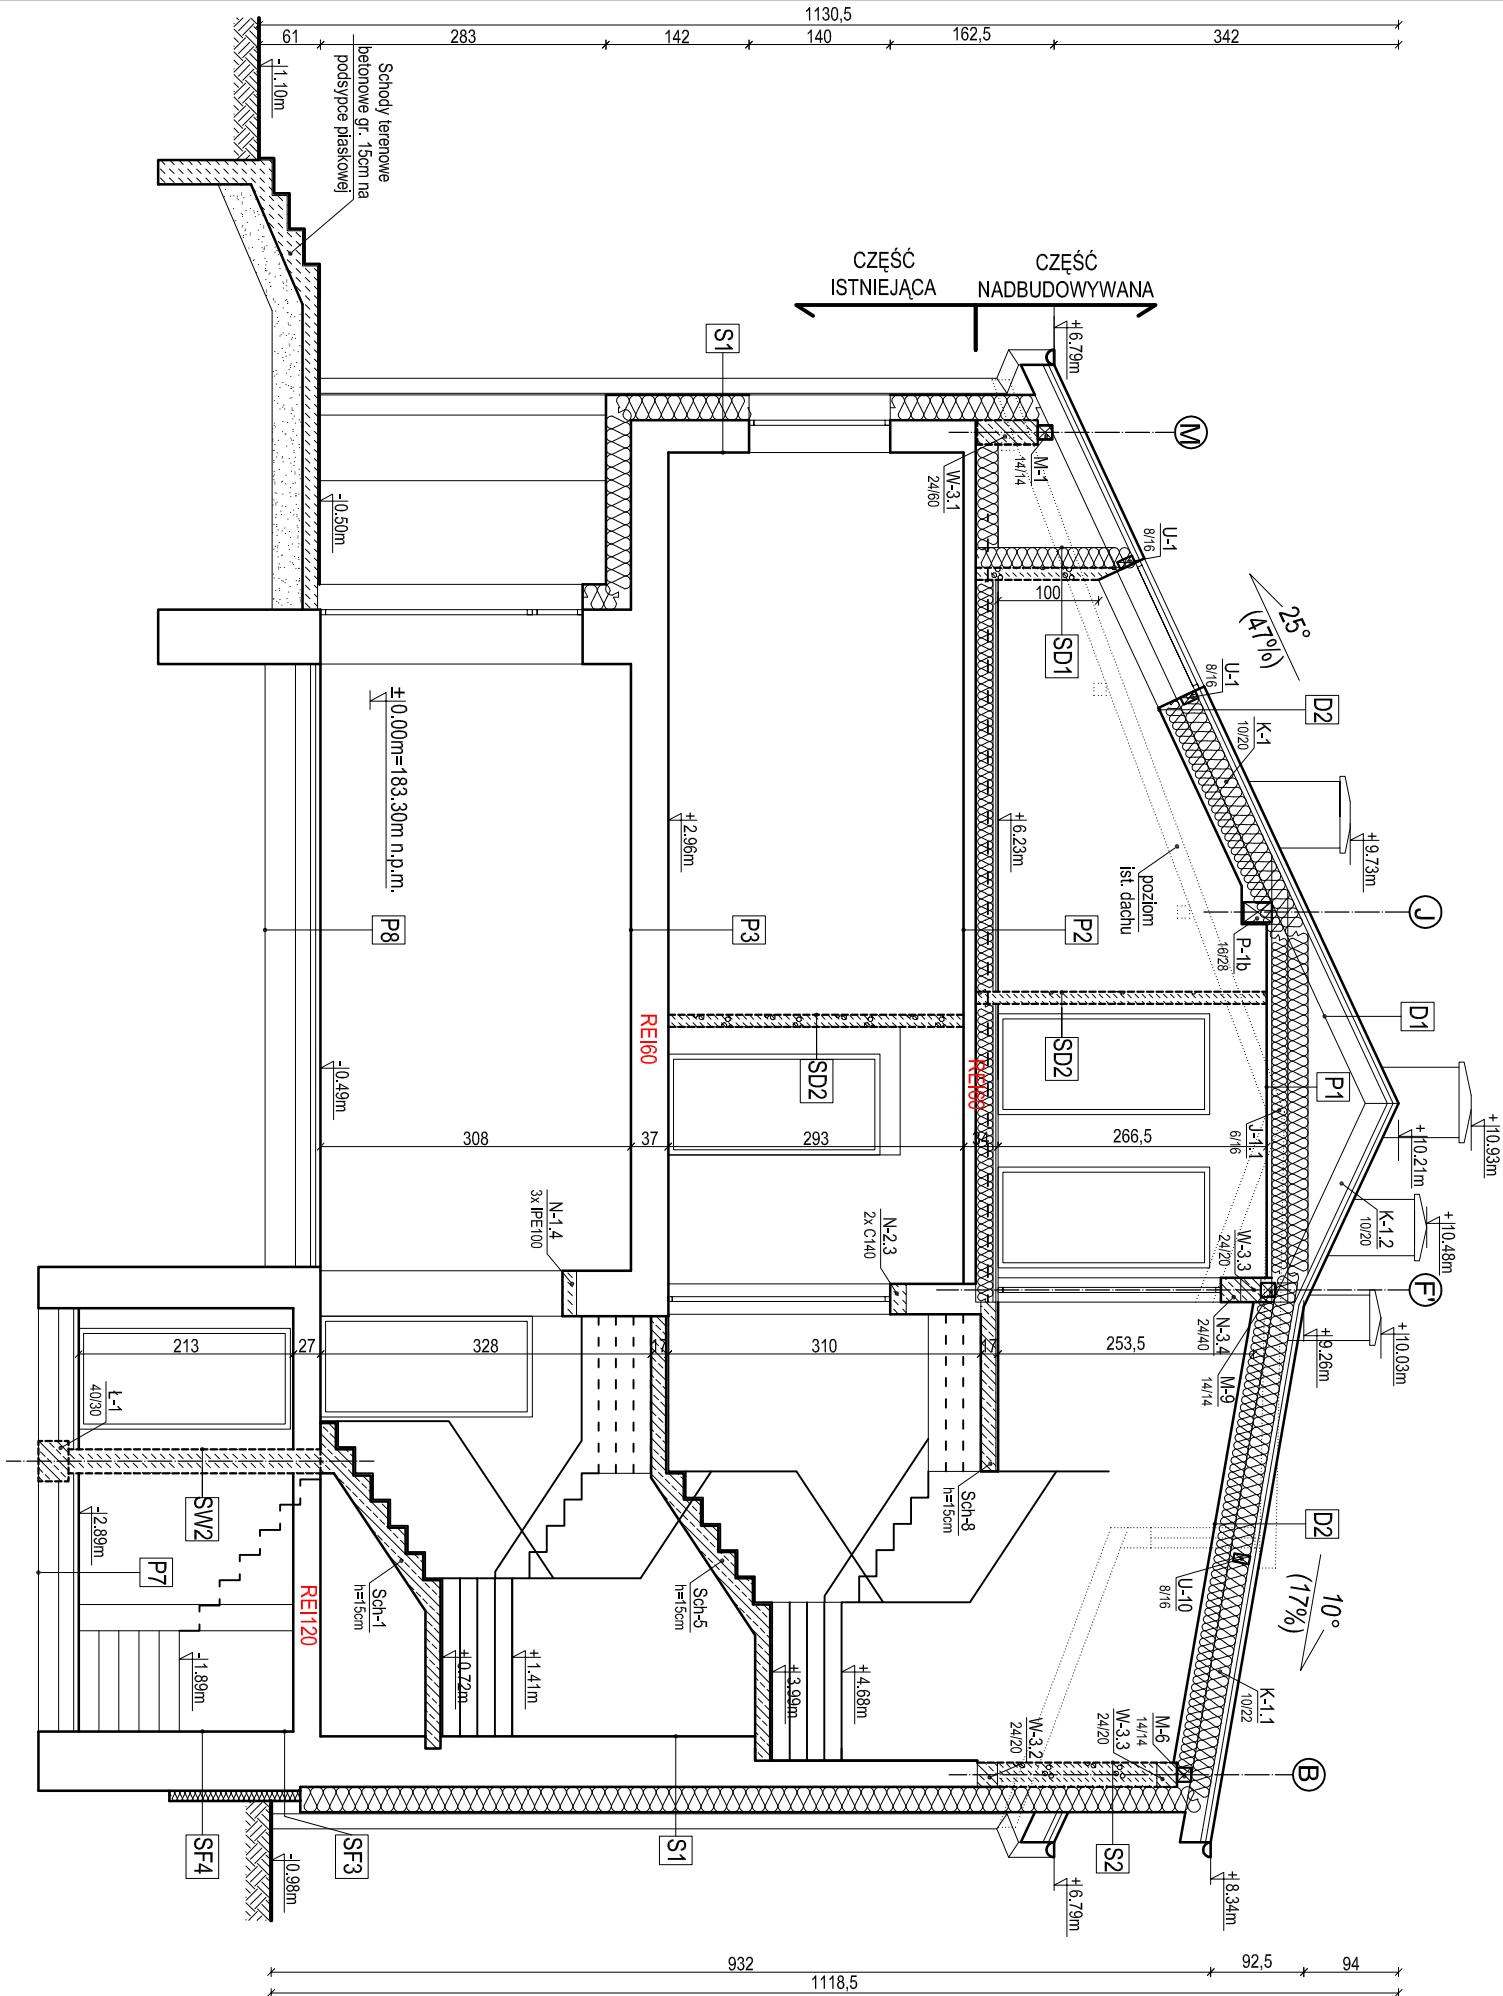 1130,5
61
283
142
140
162,5
342
-1.10m
Schody terenowe
betonowe gr. 15cm na
podsypce piaskowej
CZĘŚĆ
ISTNIEJĄCA
CZĘŚĆ
NADBUDOWYWANA
+6.79m
S1
M
M-1
14/14
W-3.1
24/60
-0.50m
U-1
8/16
100
SD1
25°
(47%)
U-1
8/16
D2
K-1
10/20
±0.00m=183.30m n.p.m.
+2.96m
+6.23m
poziom
ist. dachu
+9.73m
J
P8
P3
P2
P-1b
16/28
D1
REI60
SD2
REI60
SD2
P1
J-1.1
6/16
-0.49m
+10.93m
+10.21m
308
37
293
34
266,5
K-1.2
10/20
+10.48m
N-1.4
3x IPE100
N-2.3
2x C140
W-3.3
24/20
F'
N-3.4
24/40
M-9
14/14
+9.26m
+10.03m
213
27
328
17
310
17
253,5
Ł-1
40/30
SW2
-2.89m
P7
REI120
Sch-1
h=15cm
Sch-5
h=15cm
Sch-8
h=15cm
D2
10°
(17%)
U-10
8/16
-1.89m
+0.72m
+1.41m
+3.99m
+4.68m
K-1.1
10/22
W-3.2
24/20
W-3.3
24/20
M-6
14/14
B
SF4
SF3
S1
S2
-0.98m
+6.79m
+8.34m
932
92,5
94
1118,5